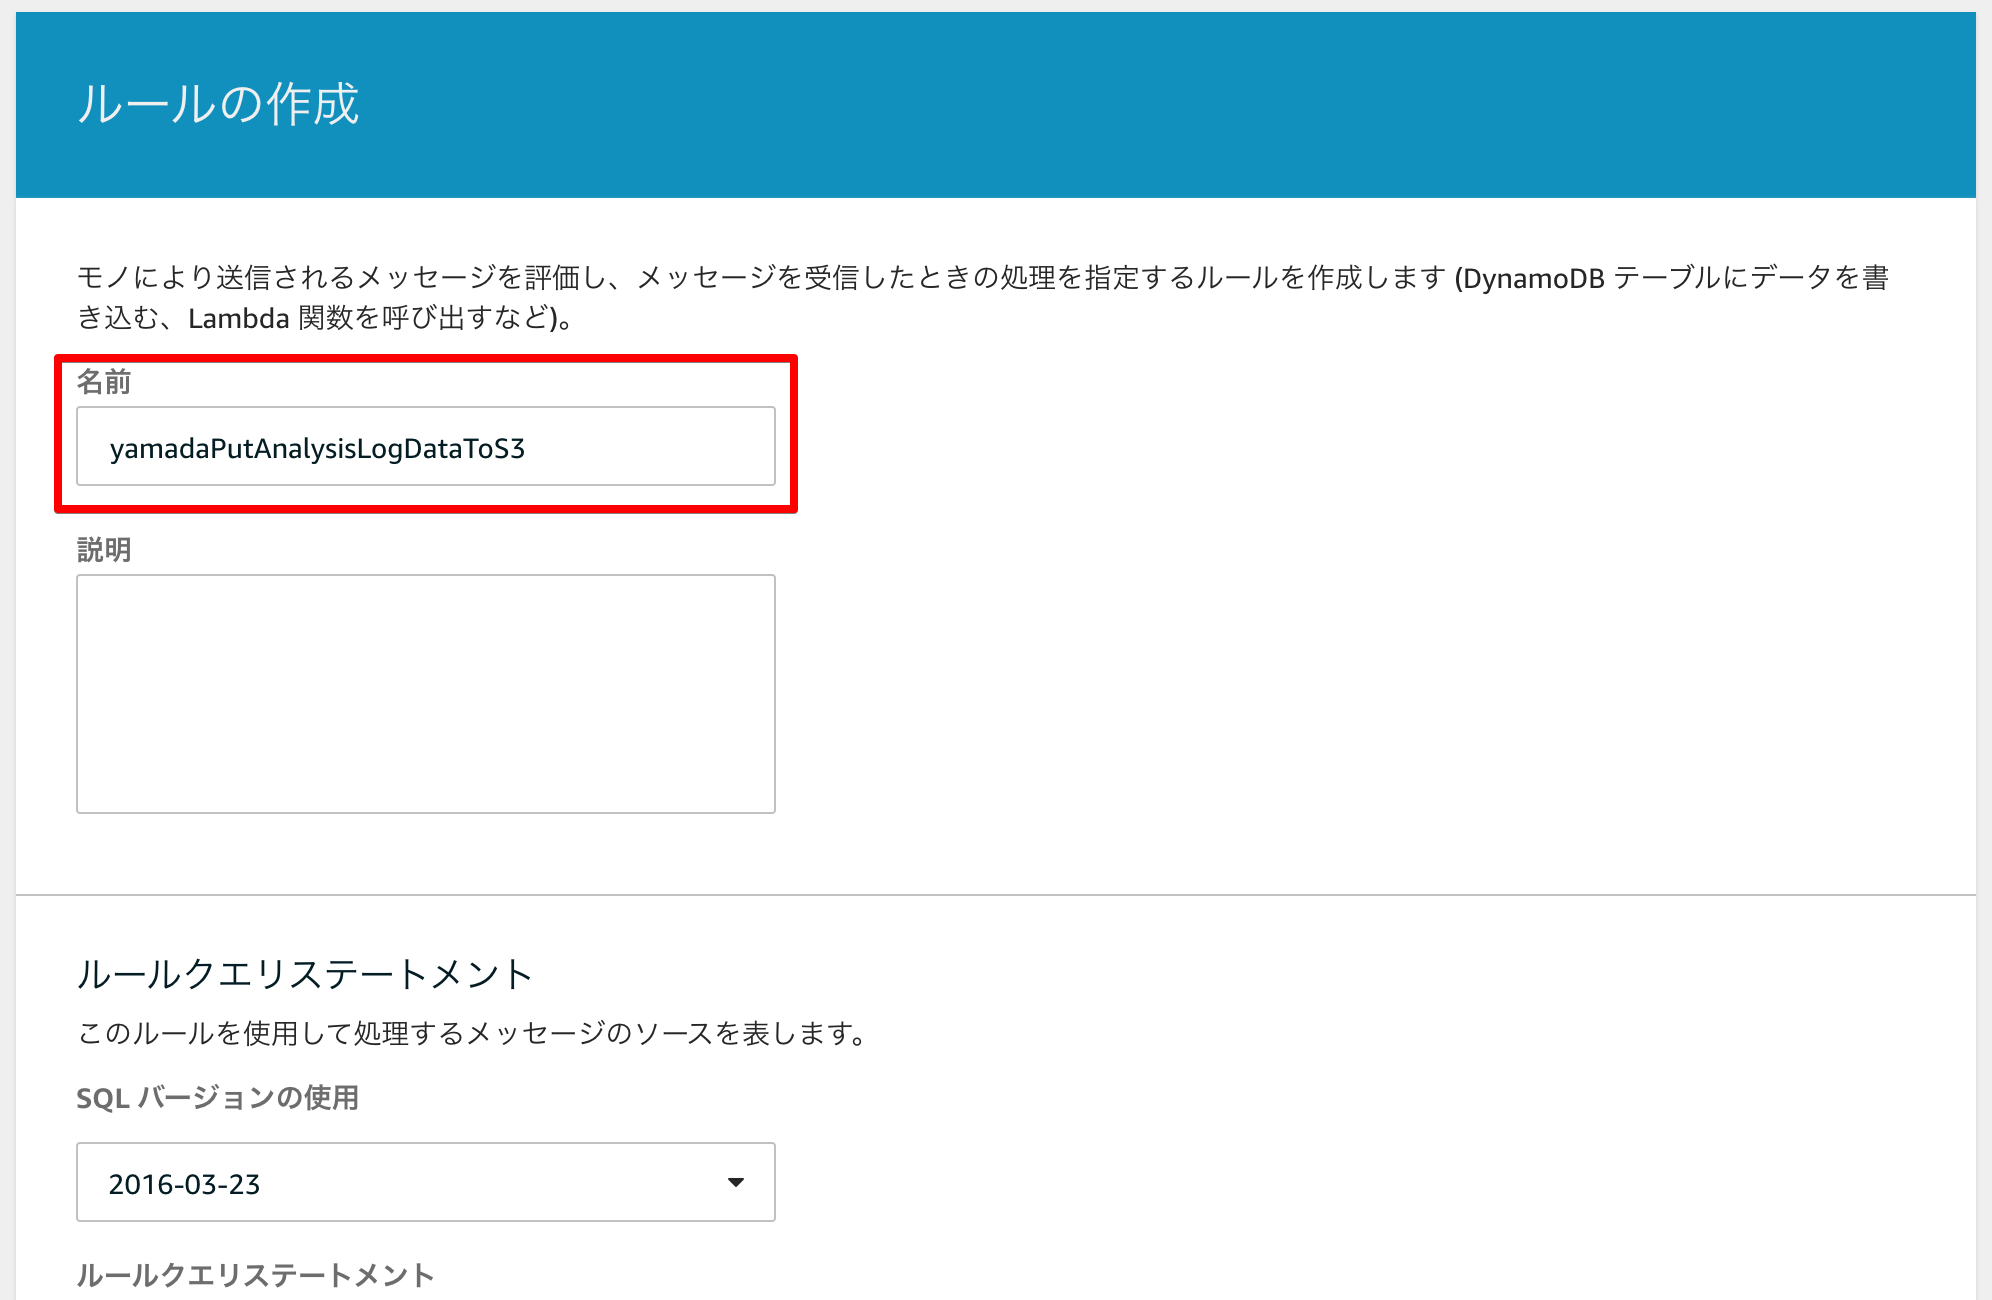 ルールの作成
モノにより送信されるメッセージを評価し、メッセージを受信したときの処理を指定するルールを作成します (DynamoDB テーブルにデータを書
き込む、Lambda 関数を呼び出すなど)。
名前
yamadaPutAnalysisLogDataToS3
説明
ルールクエリステートメント
このルールを使用して処理するメッセージのソースを表します。
SQL バージョンの使用
2016-03-23
ルールクエリステートメント